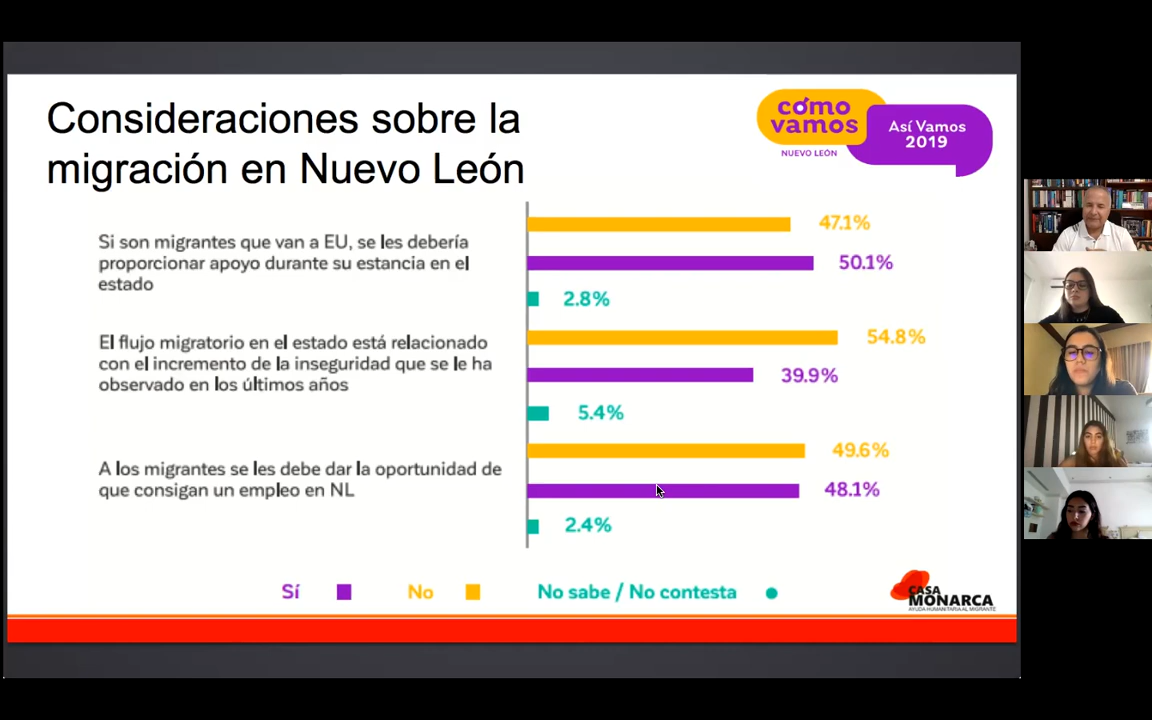 Consideraciones sobre la
migración en Nuevo León
cómo
vamos
NUEVO LEÓN
Así Vamos
2019
Si son migrantes que van a EU, se les debería
proporcionar apoyo durante su estancia en el
estado
47.1%
50.1%
2.8%
El flujo migratorio en el estado está relacionado
con el incremento de la inseguridad que se le ha
observado en los últimos años
54.8%
39.9%
5.4%
A los migrantes se les debe dar la oportunidad de
que consigan un empleo en NL
49.6%
48.1%
2.4%
Sí
No
No sabe / No contesta
CASA
MONARCA
AYUDA HUMANITARIA AL MIGRANTE